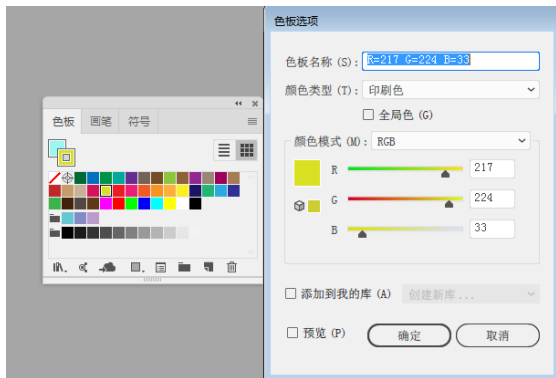 色板 画笔 符号
色板选项
色板名称 (S): R=217 G=224 B=33
颜色类型 (T): 印刷色
全局色 (G)
颜色模式 (M): RGB
R 217
G 224
B 33
添加到我的库 (A) 创建新库...
预览 (P) 确定 取消